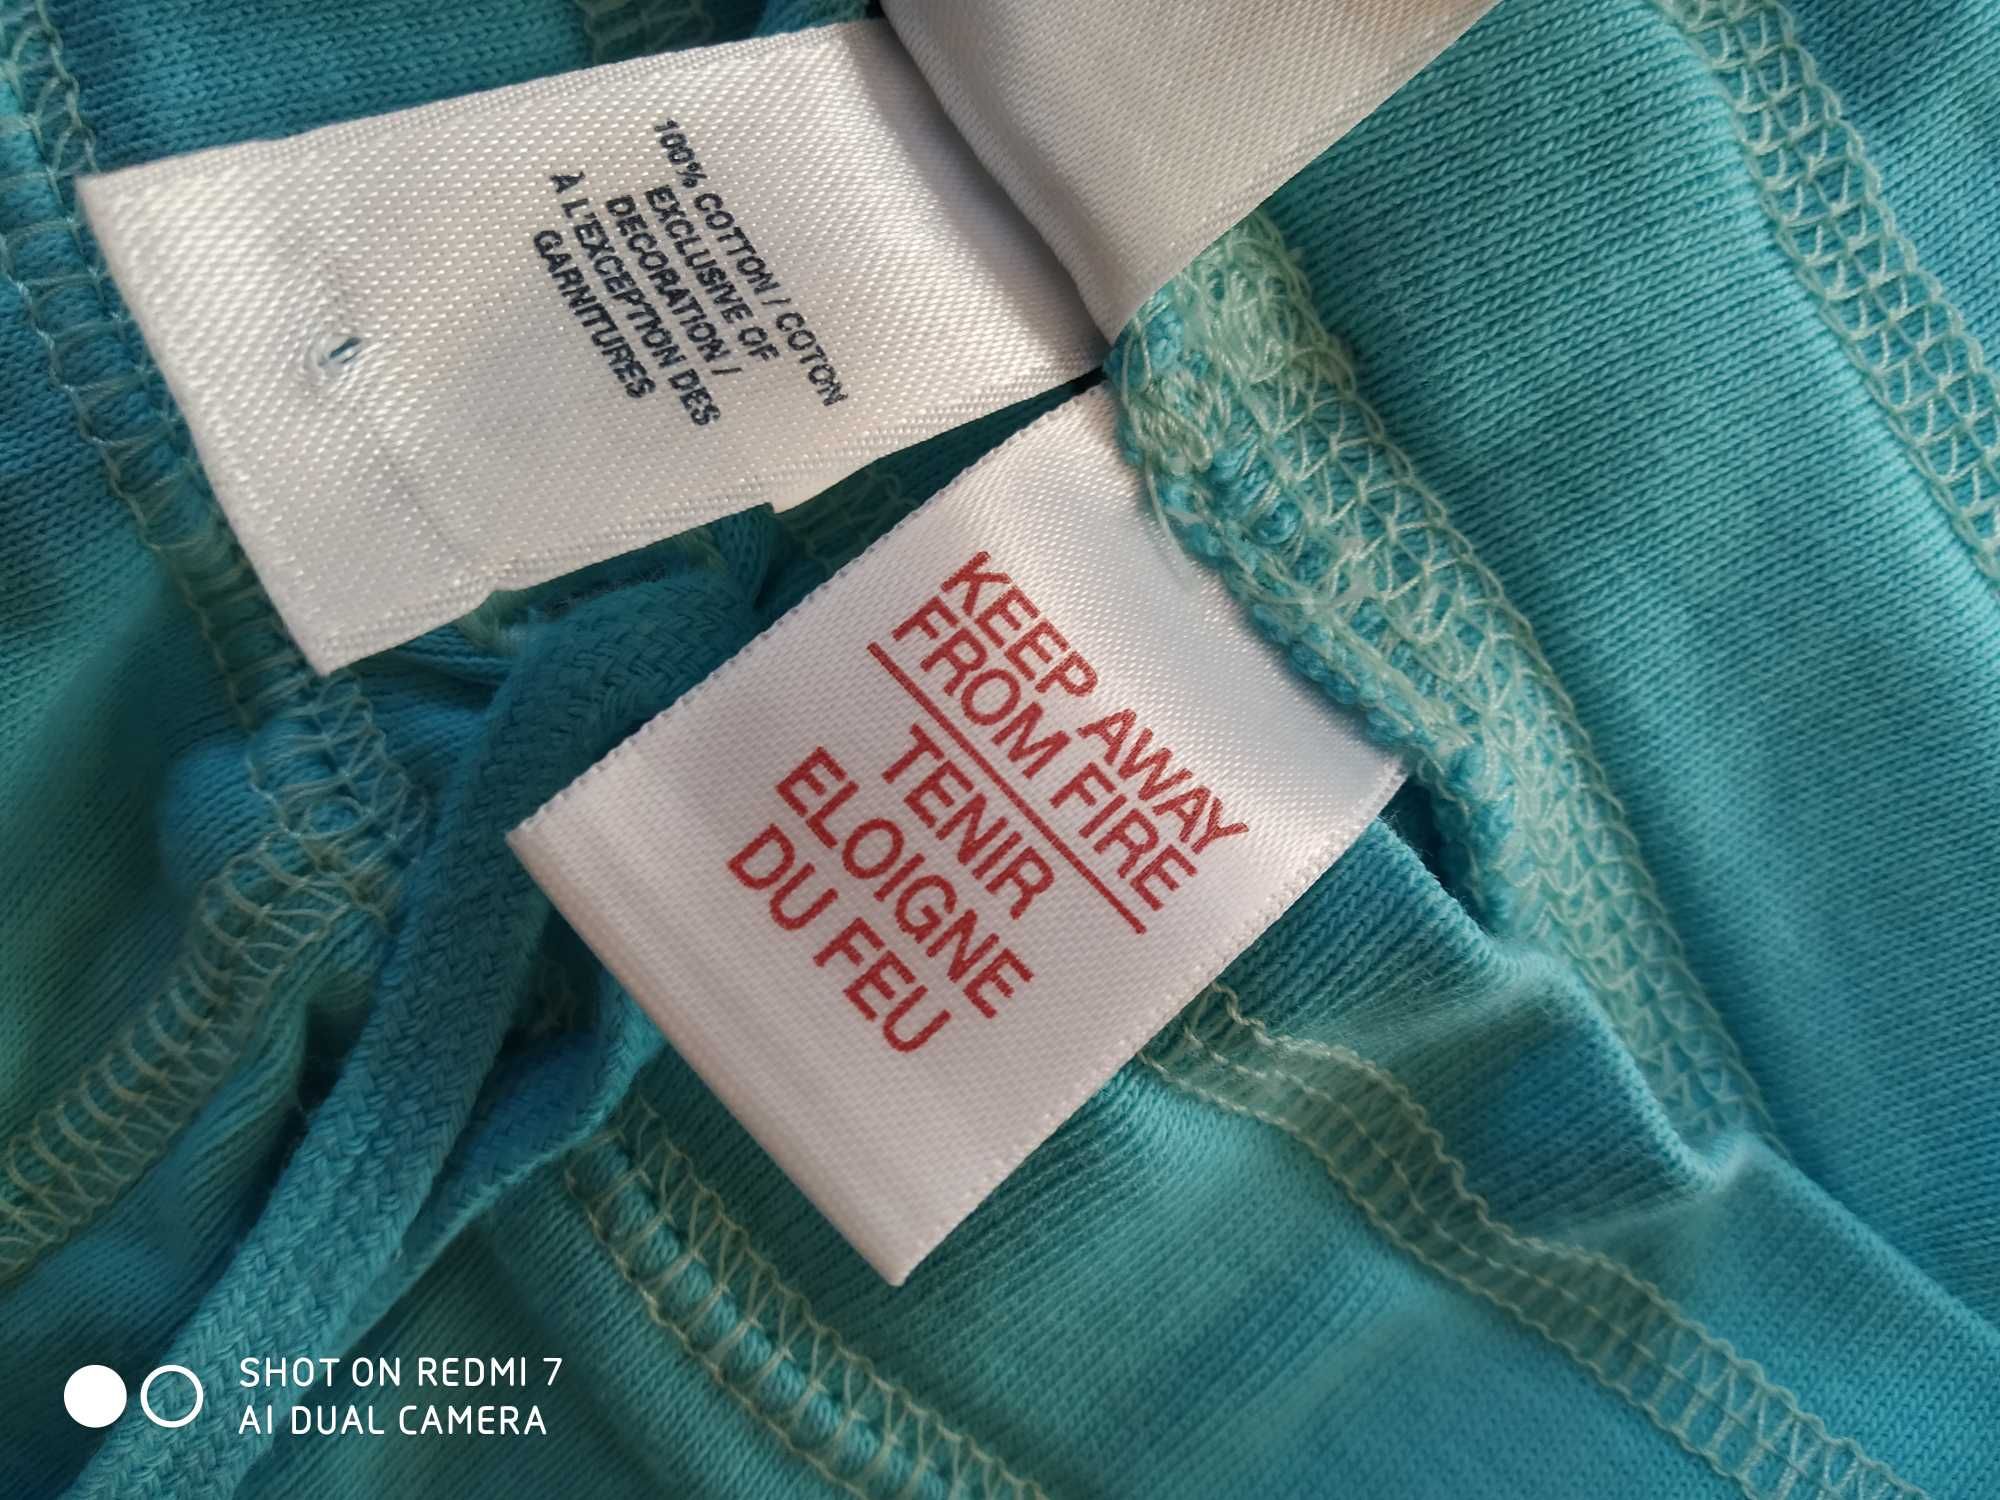 100% COTTON / COTON
EXCLUSIVE OF
DECORATION /
À L'EXCEPTION DES
GARNITURES
KEEP AWAY
FROM FIRE
TENIR
ELOIGNE
DU FEU
SHOT ON REDMI 7
AI DUAL CAMERA